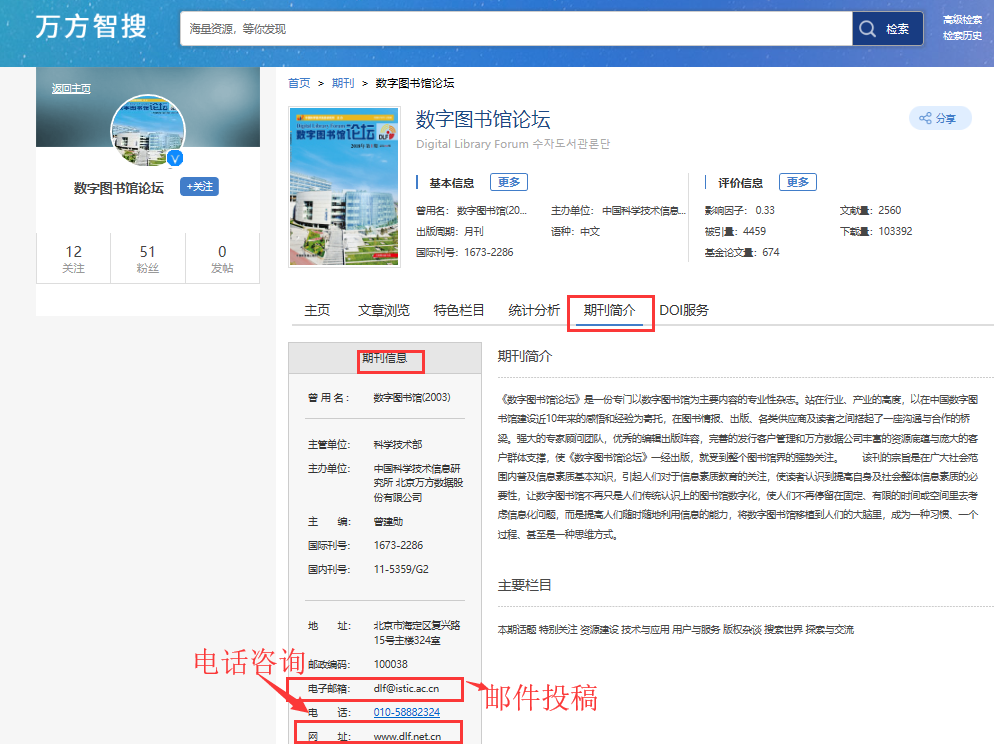 万方智搜
海量资源，等你发现
检索
高级检索
检索历史
返回主页
数字图书馆论坛
+关注
12
关注
51
粉丝
0
发帖
首页 > 期刊 > 数字图书馆论坛
数字图书馆论坛
Digital Library Forum 수자도서관론단
分享
基本信息 更多
曾用名： 数字图书馆(20...
主办单位： 中国科学技术信息...
出版周期： 月刊
语种： 中文
国际刊号： 1673-2286
评价信息 更多
影响因子： 0.33
文献量： 2560
被引量： 4459
下载量： 103392
基金论文量： 674
主页 文章浏览 特色栏目 统计分析 期刊简介 DOI服务
期刊信息
曾 用 名： 数字图书馆(2003)
主管单位： 科学技术部
主办单位： 中国科学技术信息研
究所 北京万方数据股
份有限公司
主 编： 曾建勋
国际刊号： 1673-2286
国内刊号： 11-5359/G2
地 址： 北京市海淀区复兴路
15号主楼324室
邮政编码： 100038
电子邮箱： dlf@istic.ac.cn
电 话： 010-58882324
网 址： www.dlf.net.cn
电话咨询
邮件投稿
期刊简介
《数字图书馆论坛》是一份专门以数字图书馆为主要内容的专业性杂志。站在行业、产业的高度，以在中国数字图
书馆建设近10年来的感悟和经验为寄托，在图书情报、出版、各类供应商及读者之间搭起了一座沟通与合作的桥
梁。强大的专家顾问团队，优秀的编辑出版阵容，完善的发行客户管理和万方数据公司丰富的资源底蕴与庞大的客
户群体支撑，使《数字图书馆论坛》一经出版，就受到整个图书馆界的强势关注。 该刊的宗旨是在广大社会范
围内普及信息素质基本知识，引起人们对于信息素质教育的关注，使读者认识到提高自身及社会整体信息素质的必
要性，让数字图书馆不再只是人们传统认识上的图书馆数字化，使人们不再停留在固定、有限的时间或空间里去考
虑信息化问题，而是提高人们随时随地利用信息的能力，将数字图书馆移植到人们的大脑里，成为一种习惯、一个
过程、甚至是一种思维方式。
主要栏目
本期话题 特别关注 资源建设 技术与应用 用户与服务 版权杂谈 搜索世界 探索与交流